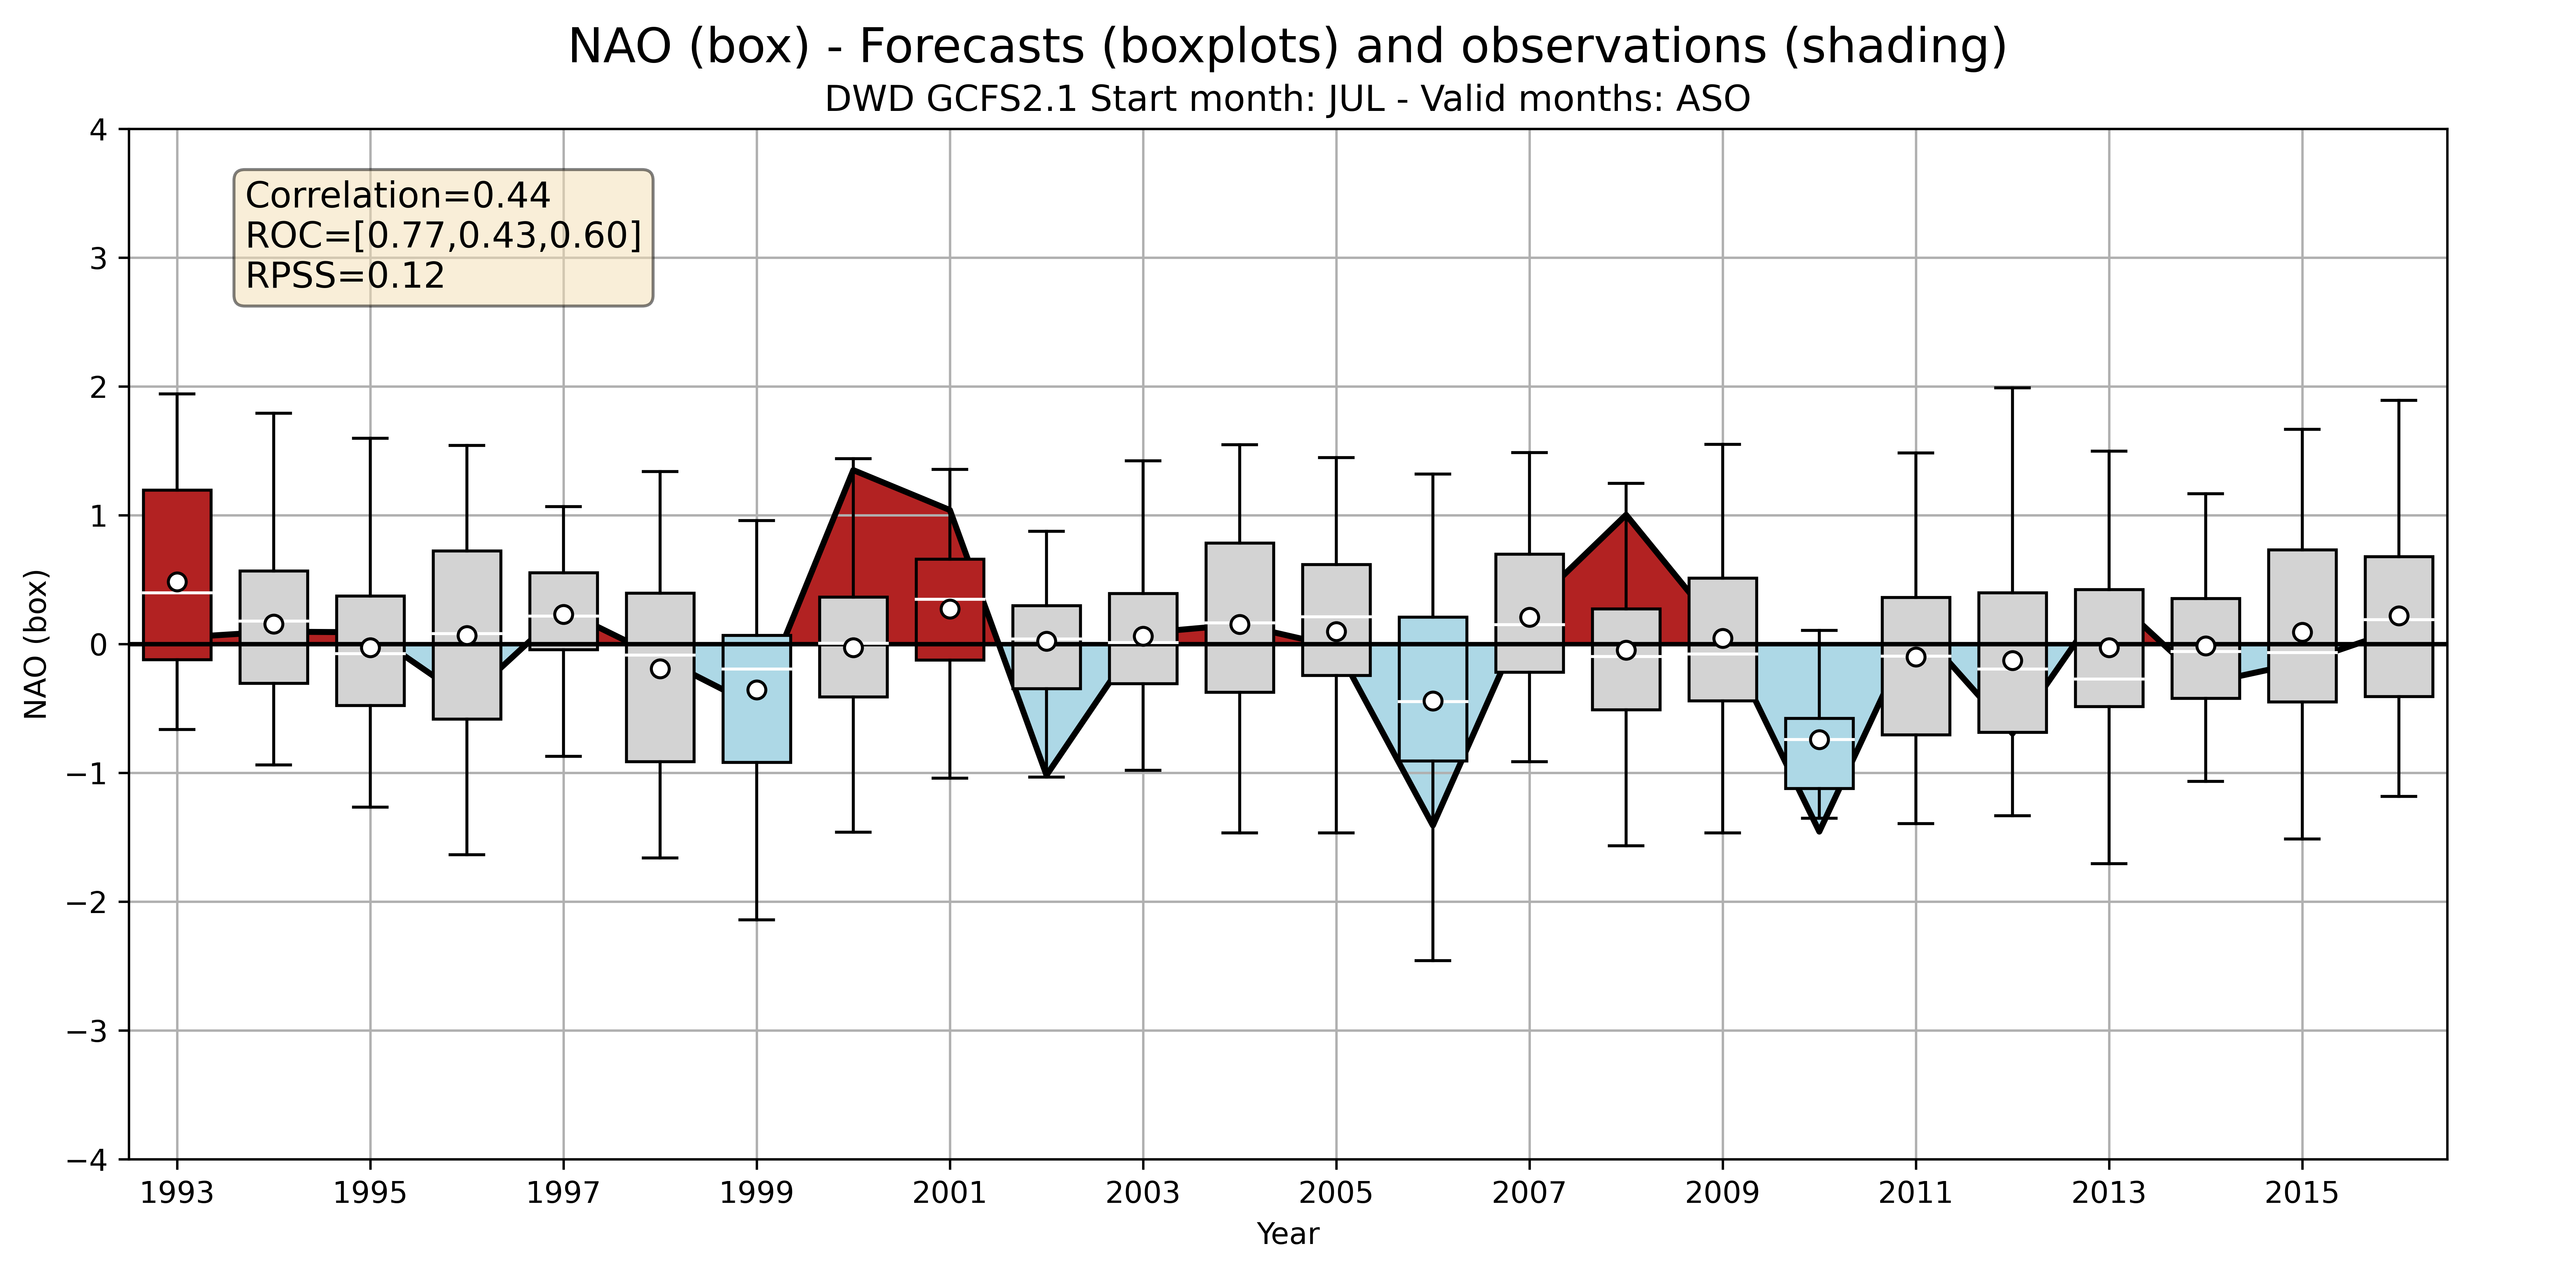 NAO (box) - Forecasts (boxplots) and observations (shading)
DWD GCFS2.1 Start month: JUL - Valid months: ASO
Correlation=0.44
ROC=[0.77,0.43,0.60]
RPSS=0.12
NAO (box)
4
3
2
1
0
−1
−2
−3
−4
1993 1995 1997 1999 2001 2003 2005 2007 2009 2011 2013 2015
Year